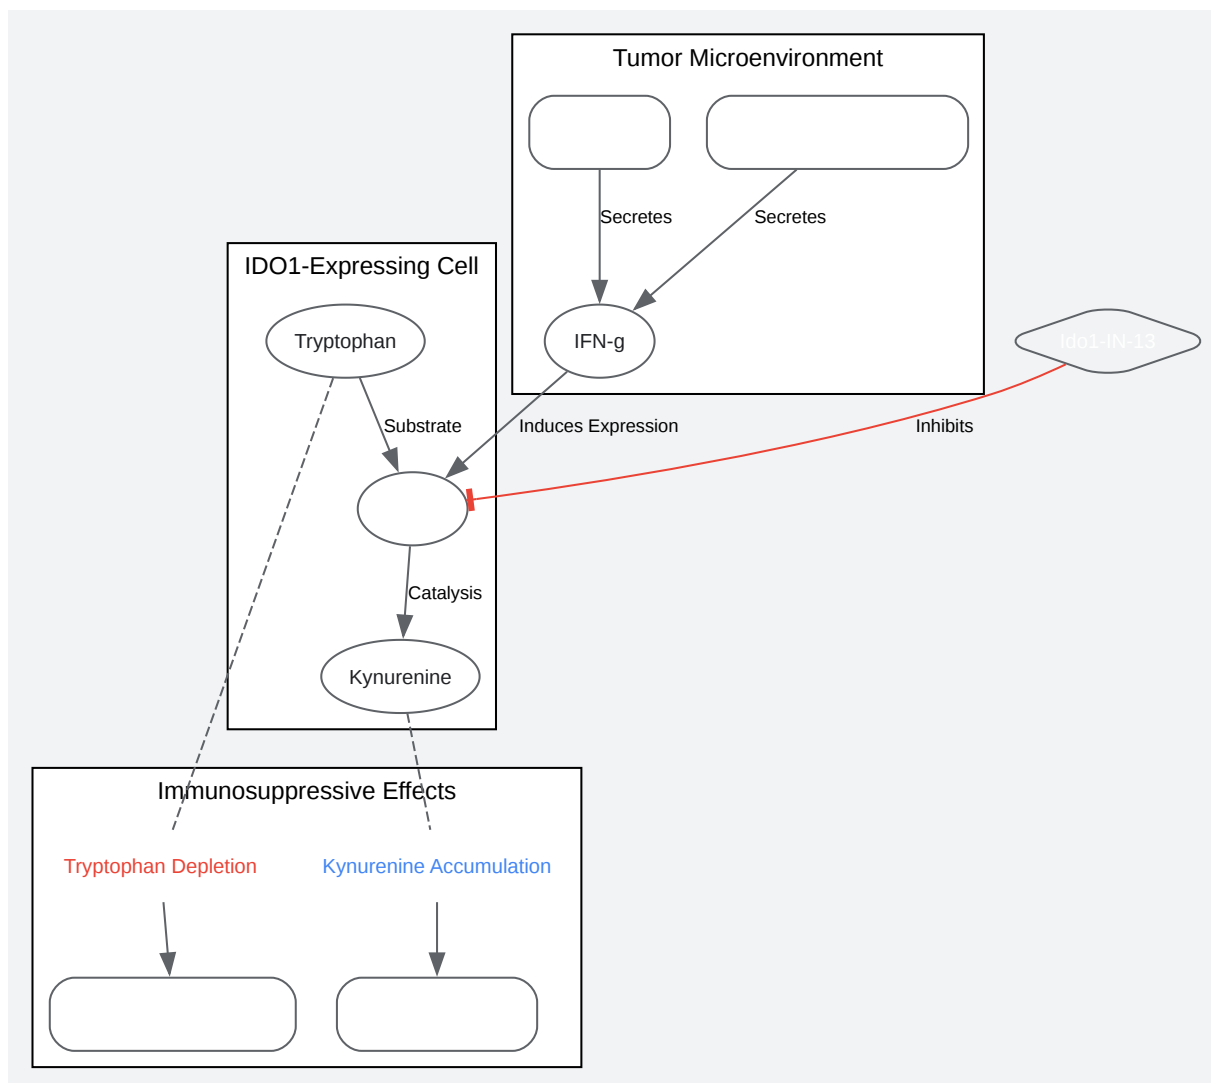 Tumor Microenvironment
Secretes
Secretes
IDO1-Expressing Cell
Tryptophan
IFN-g
Ido1-IN-13
Substrate
Induces Expression
Inhibits
Catalysis
Kynurenine
Immunosuppressive Effects
Tryptophan Depletion
Kynurenine Accumulation